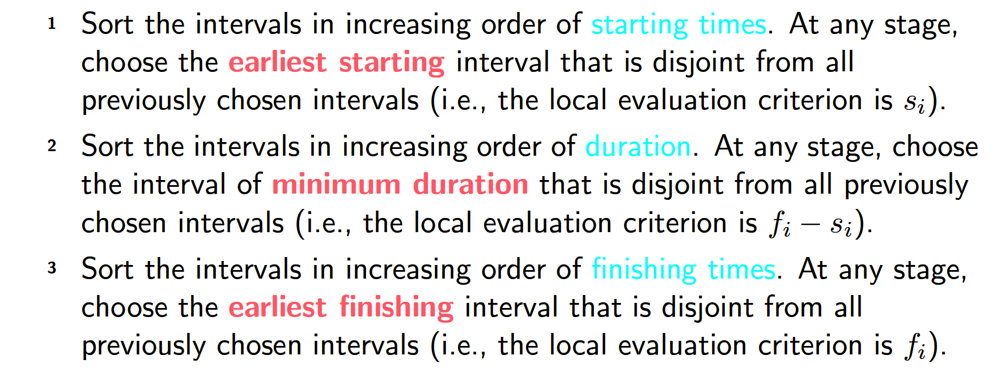 1 Sort the intervals in increasing order of starting times. At any stage,
choose the earliest starting interval that is disjoint from all
previously chosen intervals (i.e., the local evaluation criterion is sᵢ).
2 Sort the intervals in increasing order of duration. At any stage, choose
the interval of minimum duration that is disjoint from all previously
chosen intervals (i.e., the local evaluation criterion is fᵢ − sᵢ).
3 Sort the intervals in increasing order of finishing times. At any stage,
choose the earliest finishing interval that is disjoint from all
previously chosen intervals (i.e., the local evaluation criterion is fᵢ).